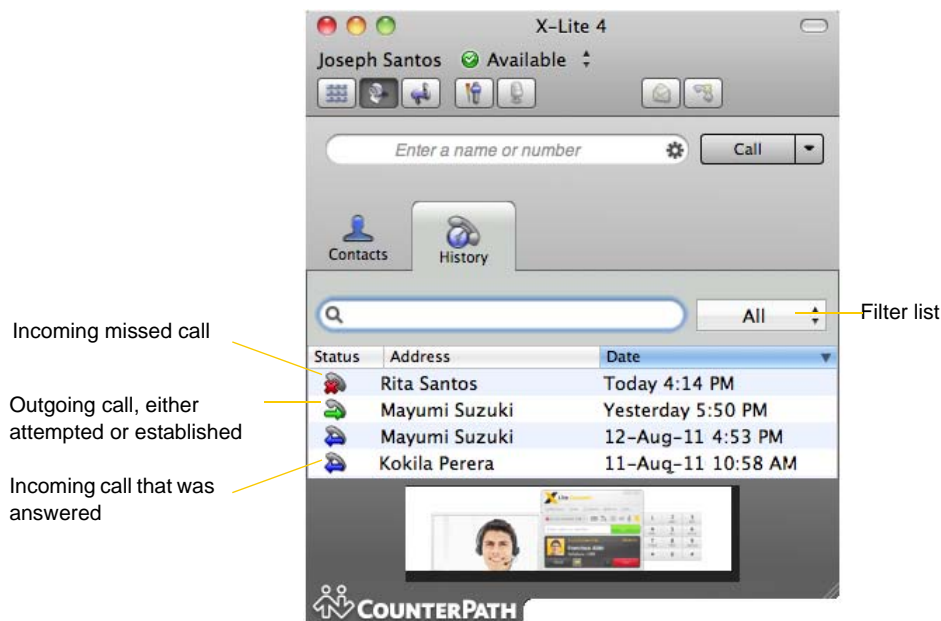 X-Lite 4
Joseph Santos Available
Enter a name or number Call
Contacts
History
All
Filter list
Incoming missed call
Status Address Date
Rita Santos Today 4:14 PM
Outgoing call, either
attempted or established
Mayumi Suzuki Yesterday 5:50 PM
Mayumi Suzuki 12-Aug-11 4:53 PM
Kokila Perera 11-Aug-11 10:58 AM
Incoming call that was
answered
COUNTERPATH